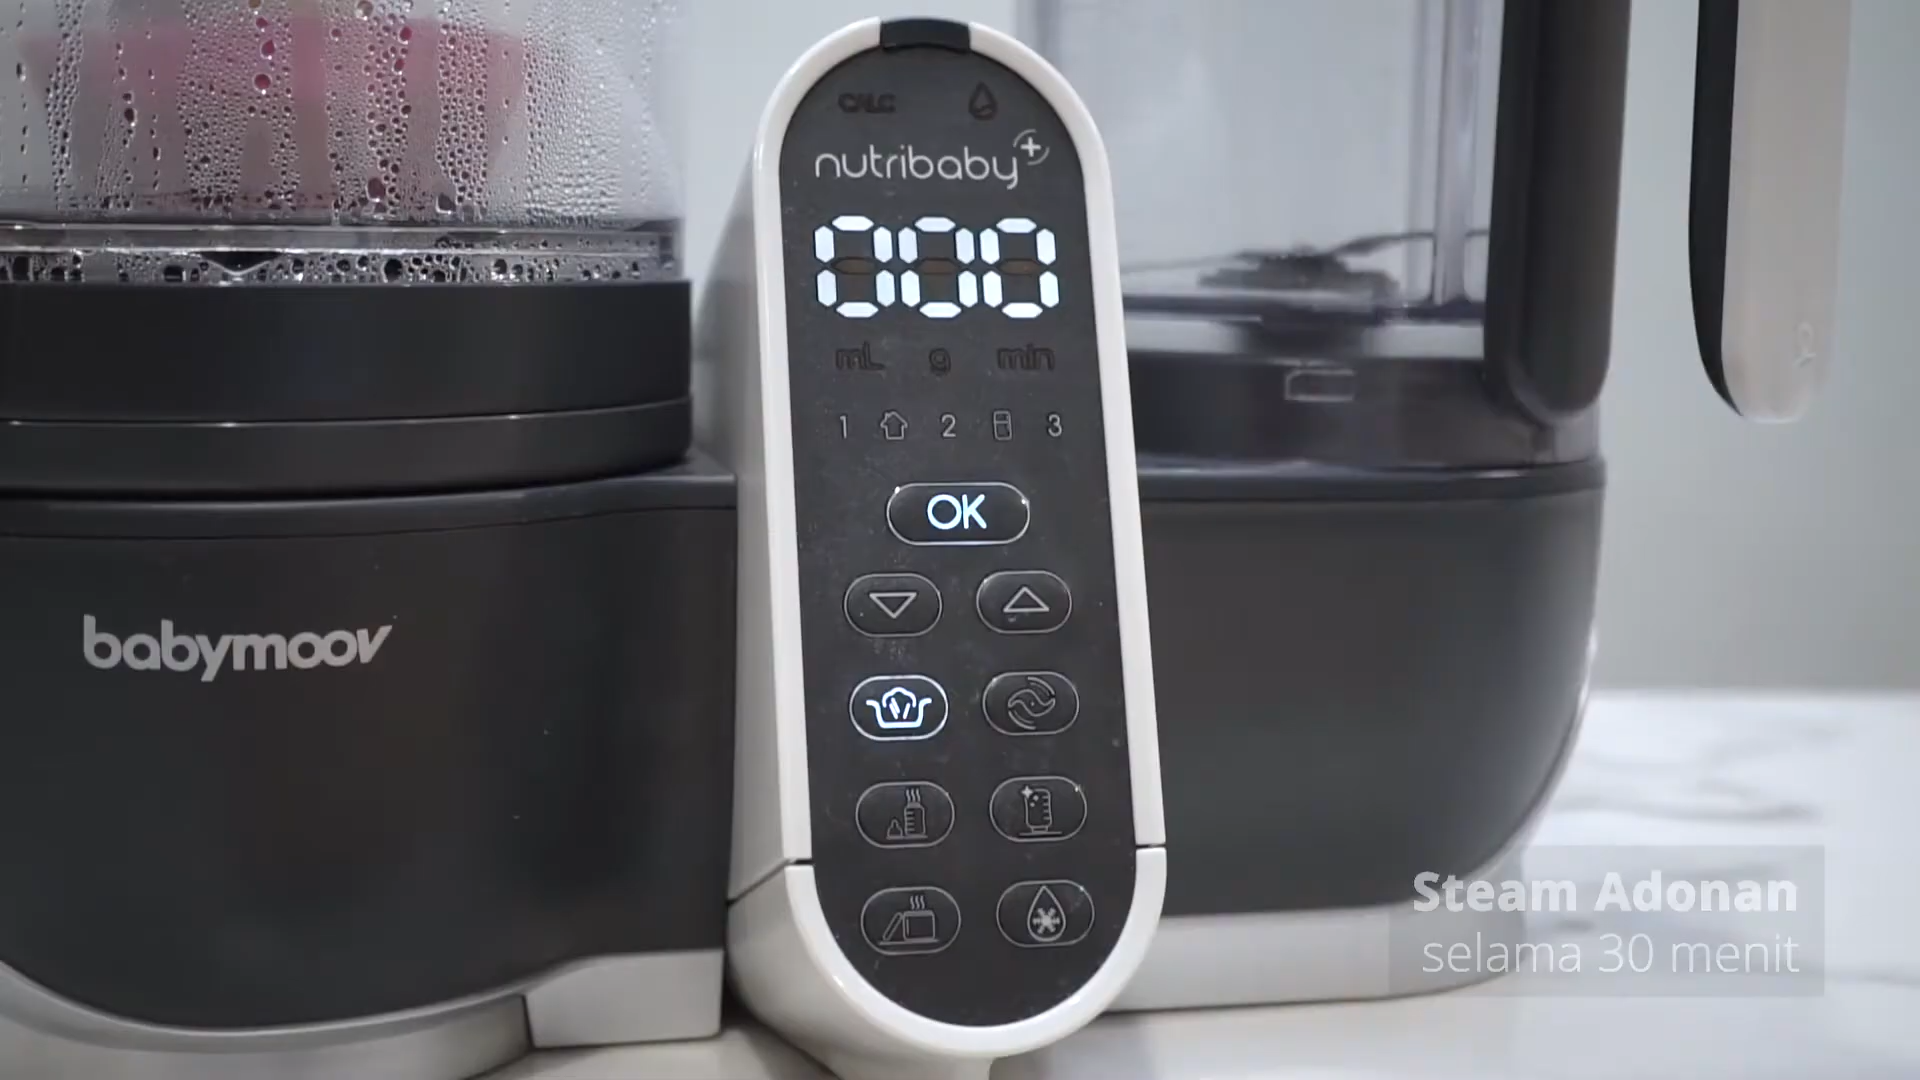 CALC
nutribaby+
000
mL g min
1 2 3
OK
babymoov
Steam Adonan
selama 30 menit